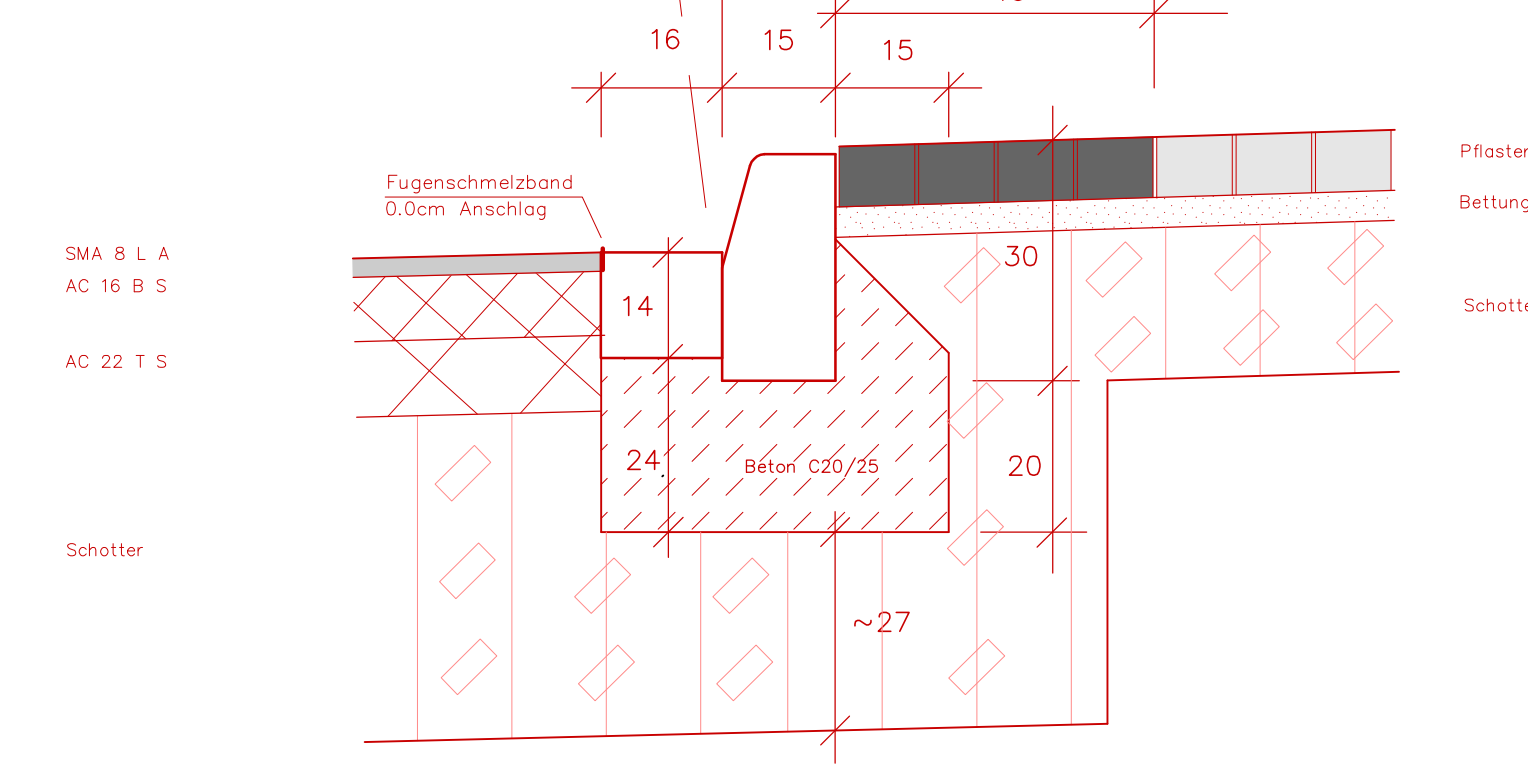 16
15
15
Fugenschmelzband
0.0cm Anschlag
Pflaster
Bettung
SMA 8 L A
AC 16 B S
AC 22 T S
14
30
Schotte
24
Beton C20/25
20
Schotter
~27